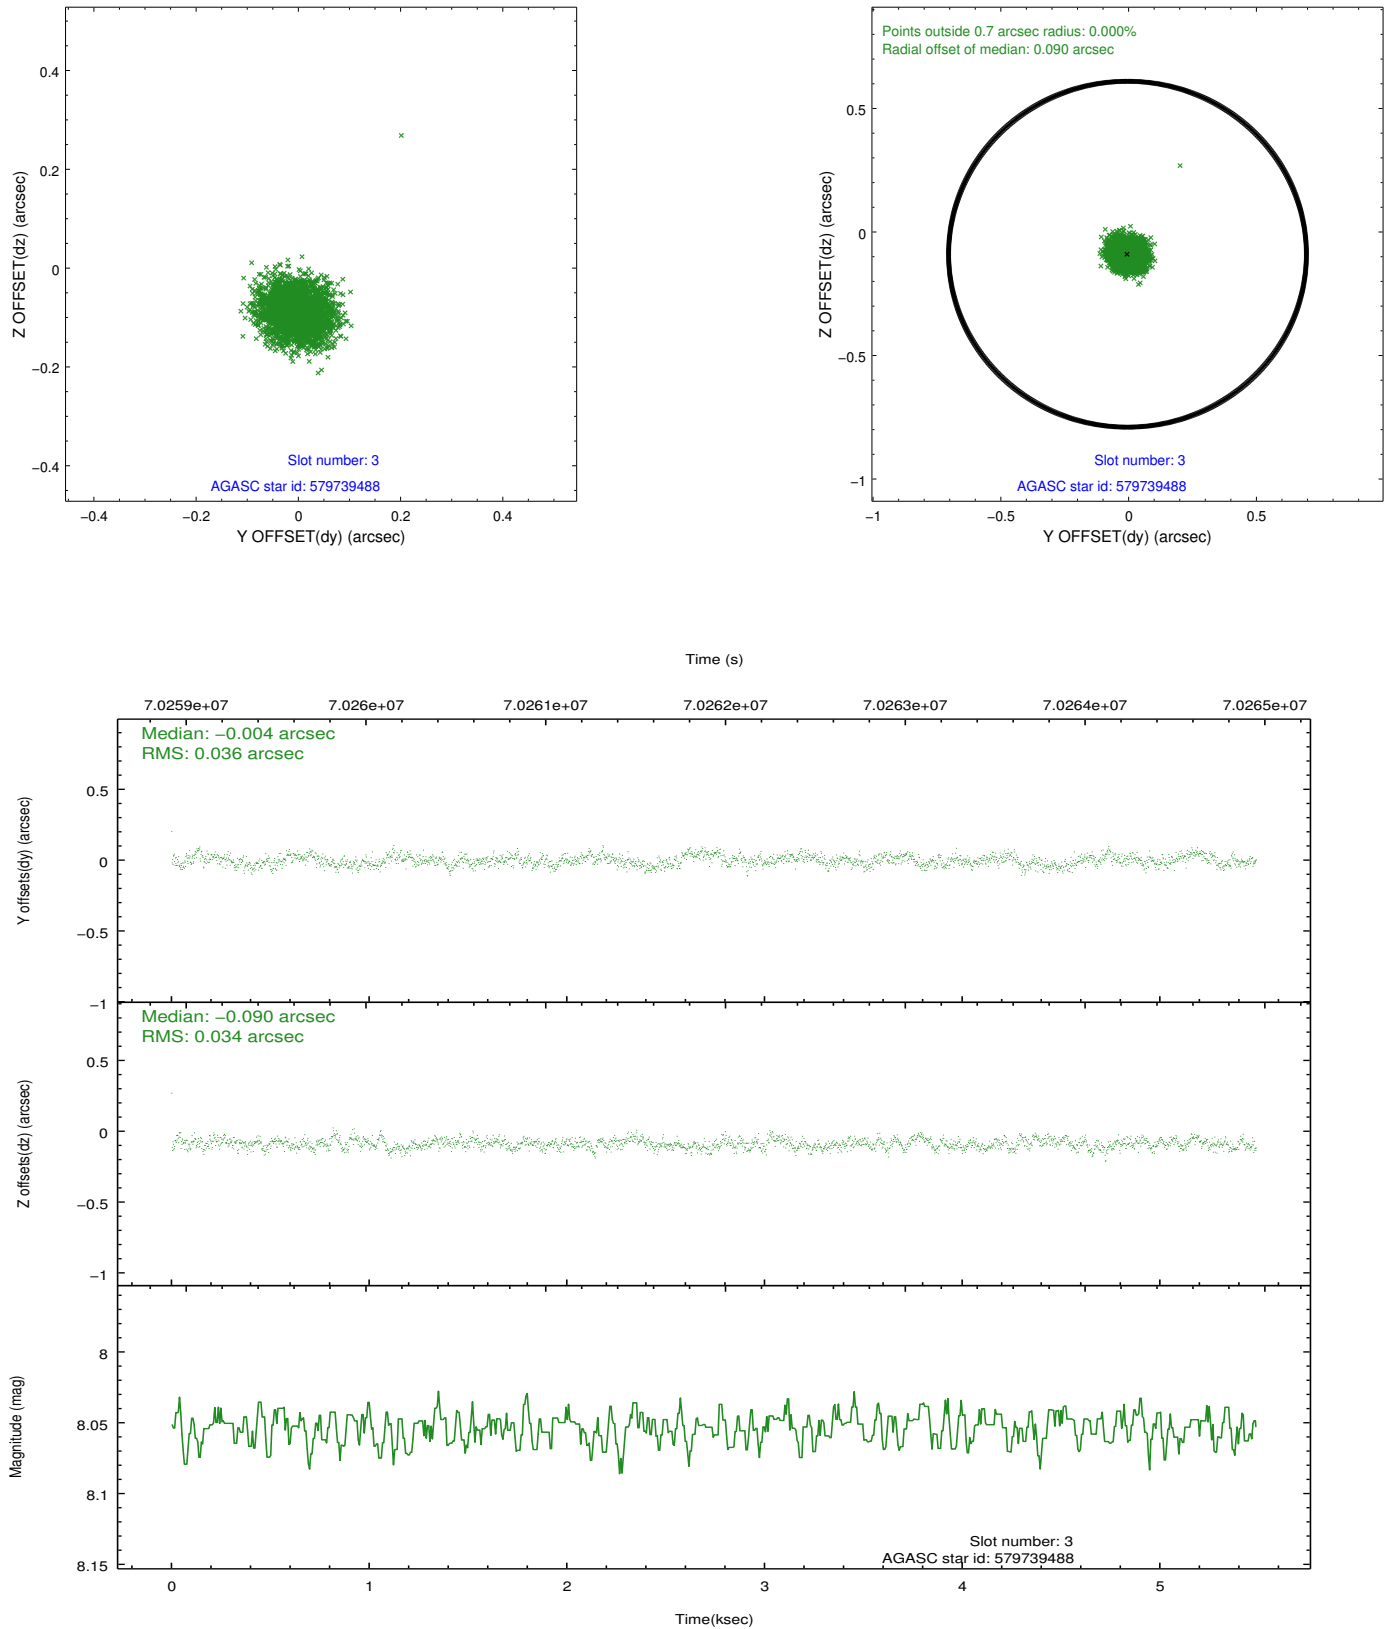 0.4
0.2
0
−0.2
−0.4
Z OFFSET(dz) (arcsec)
Slot number: 3
AGASC star id: 579739488
−0.4 −0.2 0 0.2 0.4
Y OFFSET(dy) (arcsec)
Points outside 0.7 arcsec radius: 0.000%
Radial offset of median: 0.090 arcsec
0.5
0
−0.5
−1
Z OFFSET(dz) (arcsec)
Slot number: 3
AGASC star id: 579739488
−1 −0.5 0 0.5
Y OFFSET(dy) (arcsec)
Time (s)
7.0259e+07 7.026e+07 7.0261e+07 7.0262e+07 7.0263e+07 7.0264e+07 7.0265e+07
Median: −0.004 arcsec
RMS: 0.036 arcsec
0.5
0
−0.5
−1
Y offsets(dy) (arcsec)
Median: −0.090 arcsec
RMS: 0.034 arcsec
0.5
0
−0.5
−1
Z offsets(dz) (arcsec)
8
8.05
8.1
8.15
Magnitude (mag)
Slot number: 3
AGASC star id: 579739488
0 1 2 3 4 5
Time(ksec)